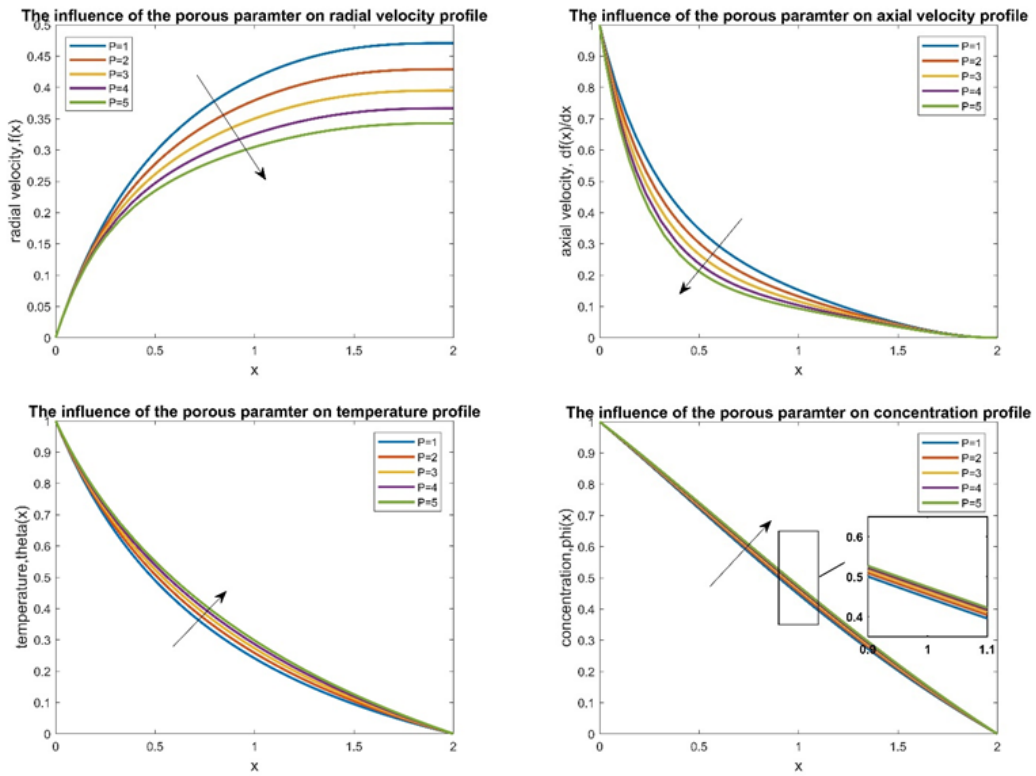 The influence of the porous paramter on radial velocity profile
0.5
0.45
0.4
0.35
0.3
0.25
0.2
0.15
0.1
0.05
0
radial velocity,f(x)
P=1
P=2
P=3
P=4
P=5
0 0.5 1 1.5 2
x
The influence of the porous paramter on axial velocity profile
1
0.9
0.8
0.7
0.6
0.5
0.4
0.3
0.2
0.1
0
axial velocity, df(x)/dx
P=1
P=2
P=3
P=4
P=5
0 0.5 1 1.5 2
x
The influence of the porous paramter on temperature profile
1
0.9
0.8
0.7
0.6
0.5
0.4
0.3
0.2
0.1
0
temperature,theta(x)
P=1
P=2
P=3
P=4
P=5
0 0.5 1 1.5 2
x
The influence of the porous paramter on concentration profile
1
0.9
0.8
0.7
0.6
0.5
0.4
0.3
0.2
0.1
0
concentration,phi(x)
P=1
P=2
P=3
P=4
P=5
0.6
0.5
0.4
0.9 1 1.1
0 0.5 1 1.5 2
x